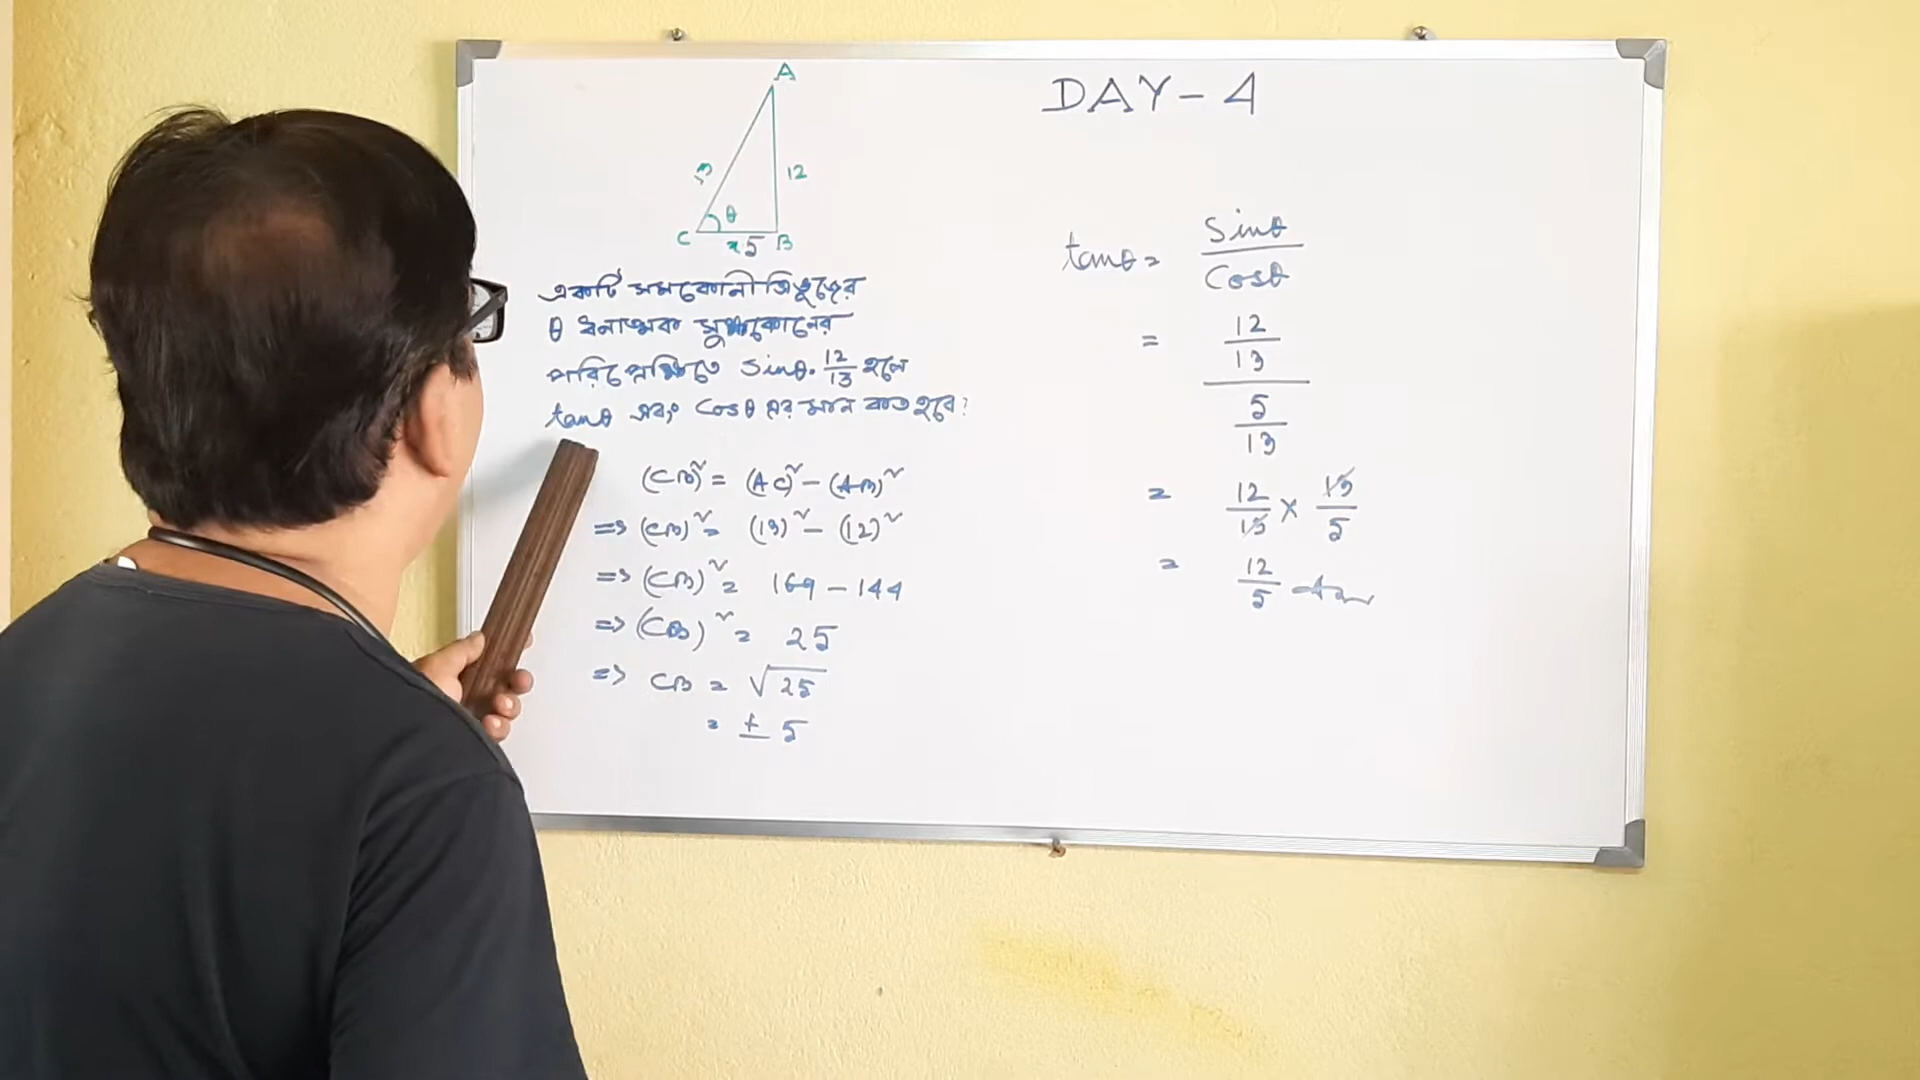 A
13
12
θ
C
x 5
B
একটি সমকোনী ত্রিভুজের
θ ধনাত্মক সুক্ষ্মকোনের
পারিপ্রেক্ষিতে Sinθ = 12/13 হলে
tanθ এবং Cosθ এর মান কত হবে?
(CB)² = (AC)² - (AB)²
=> (CB)² = (13)² - (12)²
=> (CB)² = 169 - 144
=> (CB)² = 25
=> CB = √25
= ± 5
DAY - 4
tanθ = Sinθ/Cosθ
= (12/13)/(5/13)
= 12/13 × 13/5
= 12/5 Ans